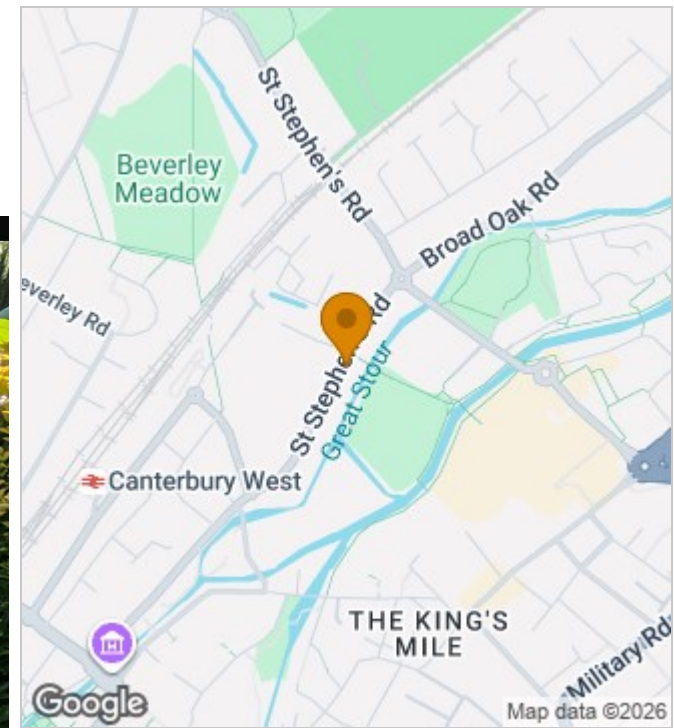 St Stephen's Rd
Beverley
Meadow
Broad Oak Rd
everley Rd
St Stephen's Rd
Great Stour
Canterbury West
THE KING'S
MILE
Military Rd
Google
Map data ©2026